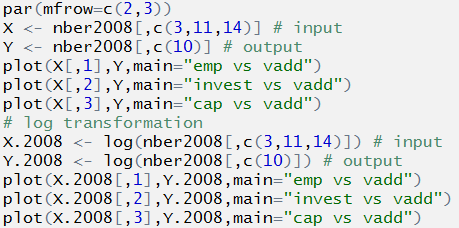 par(mfrow=c(2,3))
X <- nber2008[,c(3,11,14)] # input
Y <- nber2008[,c(10)] # output
plot(X[,1],Y,main="emp vs vadd")
plot(X[,2],Y,main="invest vs vadd")
plot(X[,3],Y,main="cap vs vadd")
# log transformation
X.2008 <- log(nber2008[,c(3,11,14)]) # input
Y.2008 <- log(nber2008[,c(10)]) # output
plot(X.2008[,1],Y.2008,main="emp vs vadd")
plot(X.2008[,2],Y.2008,main="invest vs vadd")
plot(X.2008[,3],Y.2008,main="cap vs vadd")